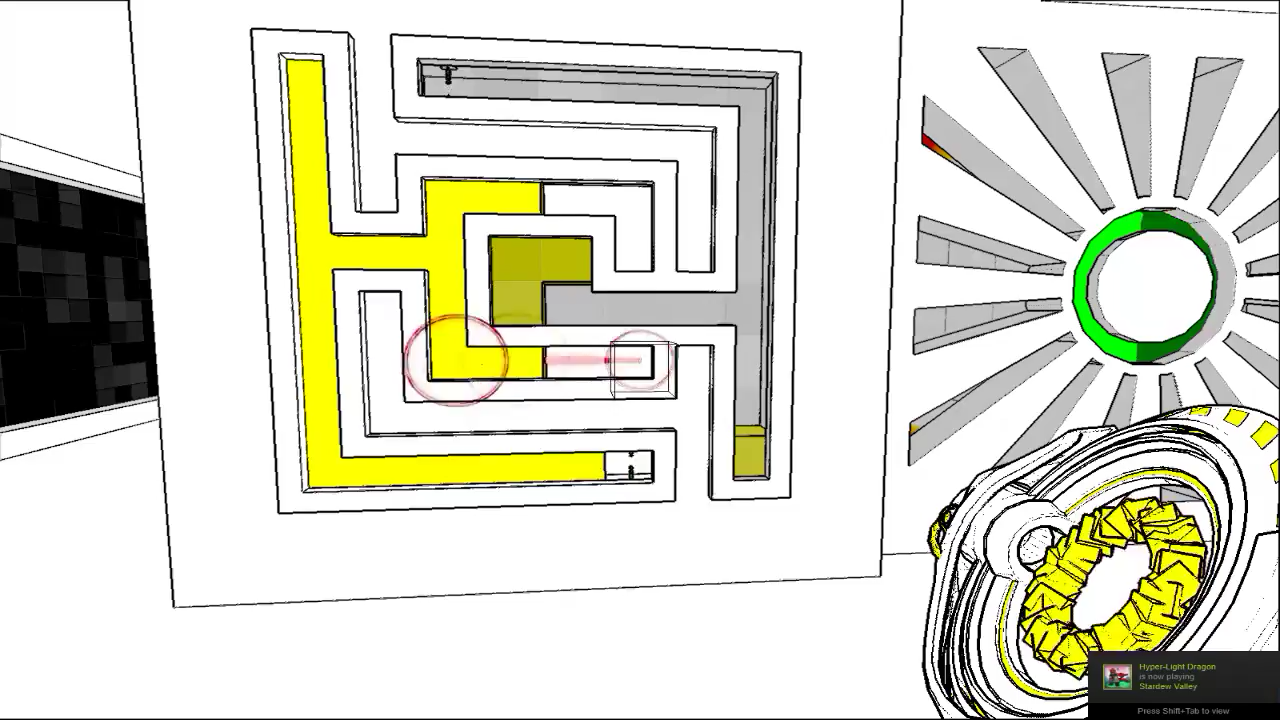 Hyper-Light Dragon
is now playing
Stardew Valley
Press Shift+Tab to view